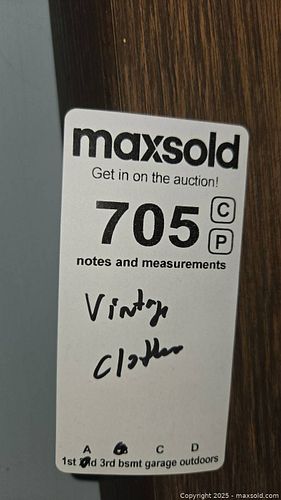 maxsold
Get in on the auction!
705 C
P
notes and measurements
Vintage
Clothes
A B C D
1st 2nd 3rd bsmt garage outdoors
Copyright 2025 - maxsold.com